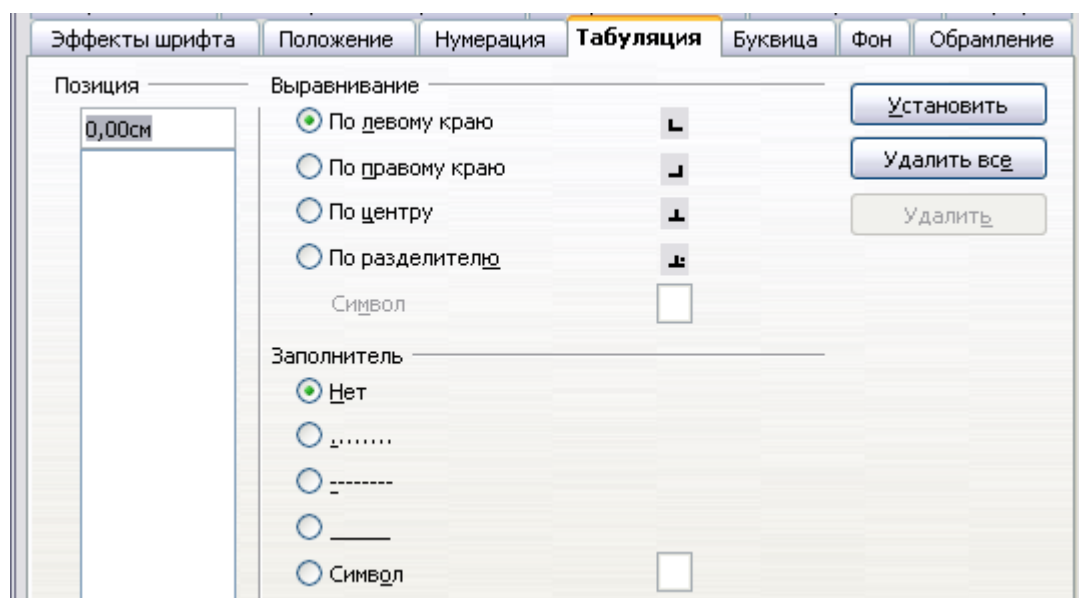 Эффекты шрифта Положение Нумерация Табуляция Буквица Фон Обрамление
Позиция
0,00см
Выравнивание
По левому краю
По правому краю
По центру
По разделителю
Символ
Заполнитель
Нет
.........
---------
_____
Символ
Установить
Удалить все
Удалить